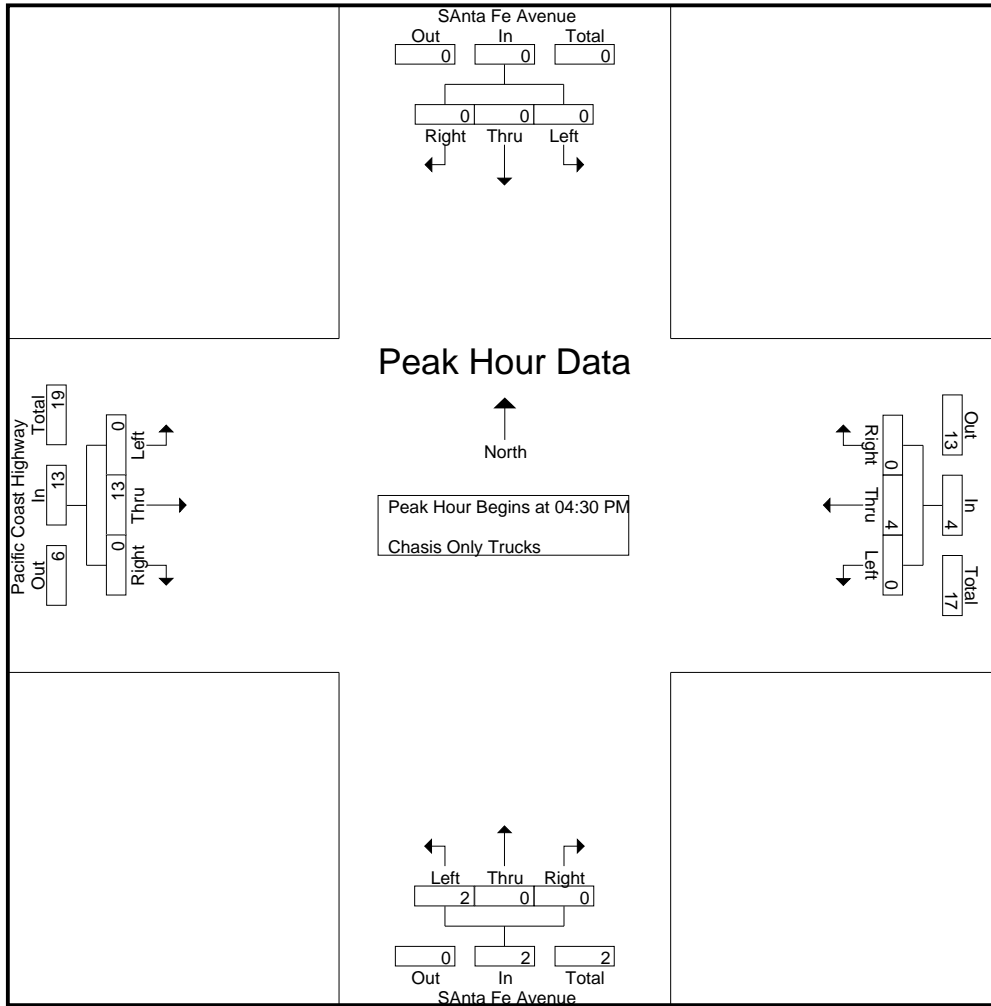 SAnta Fe Avenue
Out In Total
0 0 0
0 0 0
Right Thru Left
Peak Hour Data
North
Peak Hour Begins at 04:30 PM
Chasis Only Trucks
Pacific Coast Highway
Total In Out
19 13 6
0 13 0
Left Thru Right
Out In Total
13 4 17
Right Thru Left
0 4 0
Left Thru Right
2 0 0
0 2 2
Out In Total
SAnta Fe Avenue